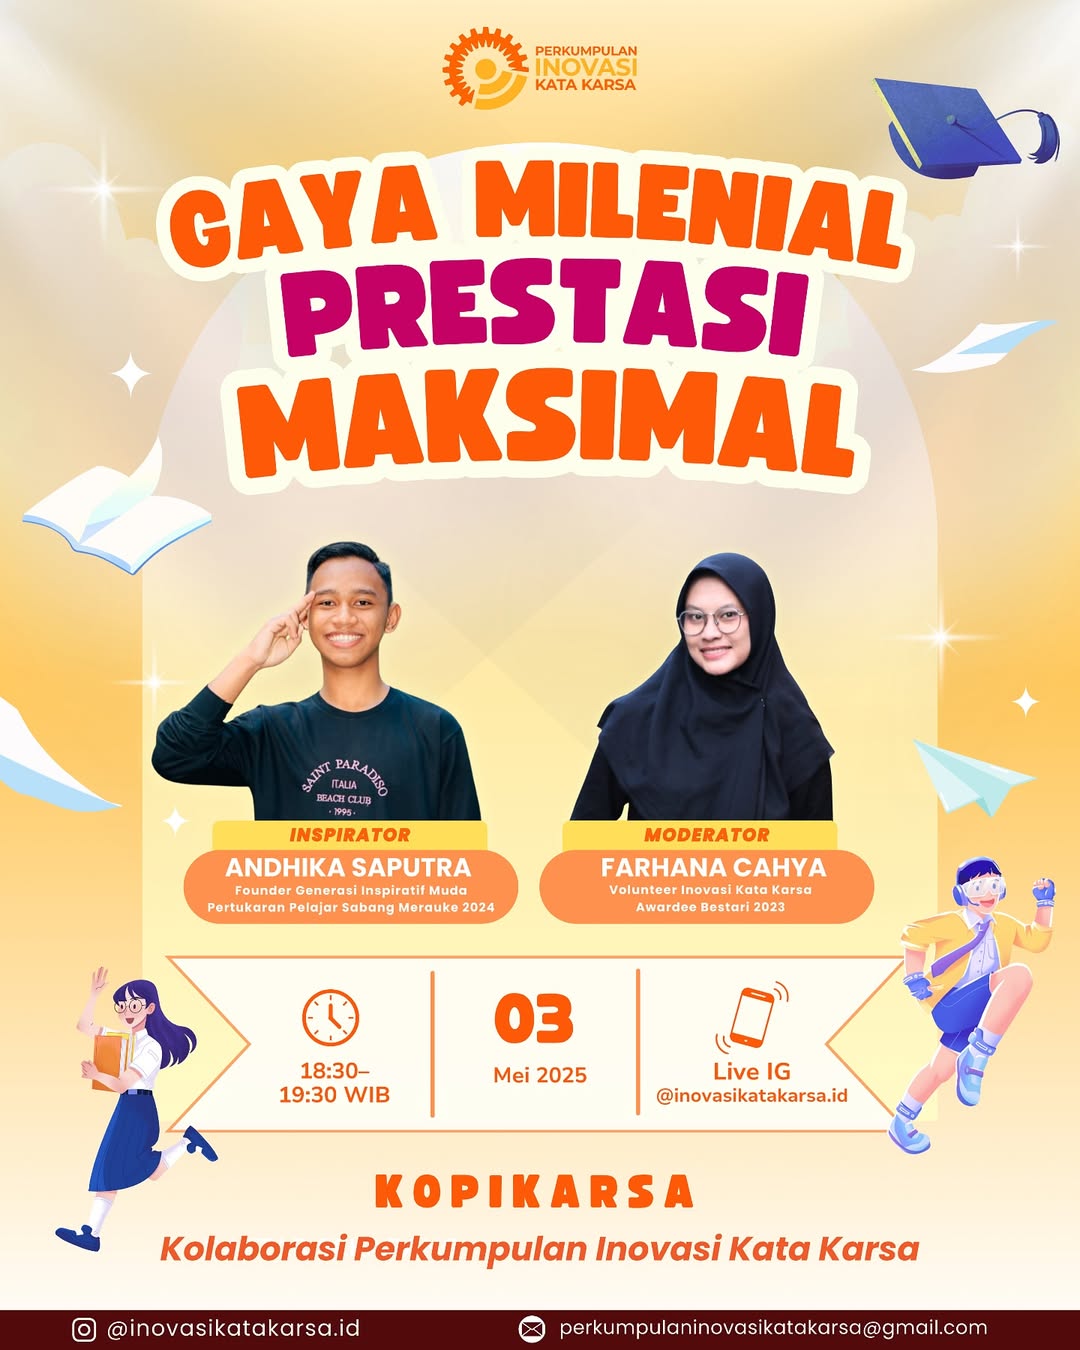 PERKUMPULAN
INOVASI
KATA KARSA
GAYA MILENIAL
PRESTASI
MAKSIMAL
SAINT PARADISO
ITALIA
BEACH CLUB
· 1995 ·
INSPIRATOR
ANDHIKA SAPUTRA
Founder Generasi Inspiratif Muda
Pertukaran Pelajar Sabang Merauke 2024
MODERATOR
FARHANA CAHYA
Volunteer Inovasi Kata Karsa
Awardee Bestari 2023
18:30–
19:30 WIB
03
Mei 2025
Live IG
@inovasikatakarsa.id
KOPIKARSA
Kolaborasi Perkumpulan Inovasi Kata Karsa
@inovasikatakarsa.id
perkumpulaninovasikatakarsa@gmail.com